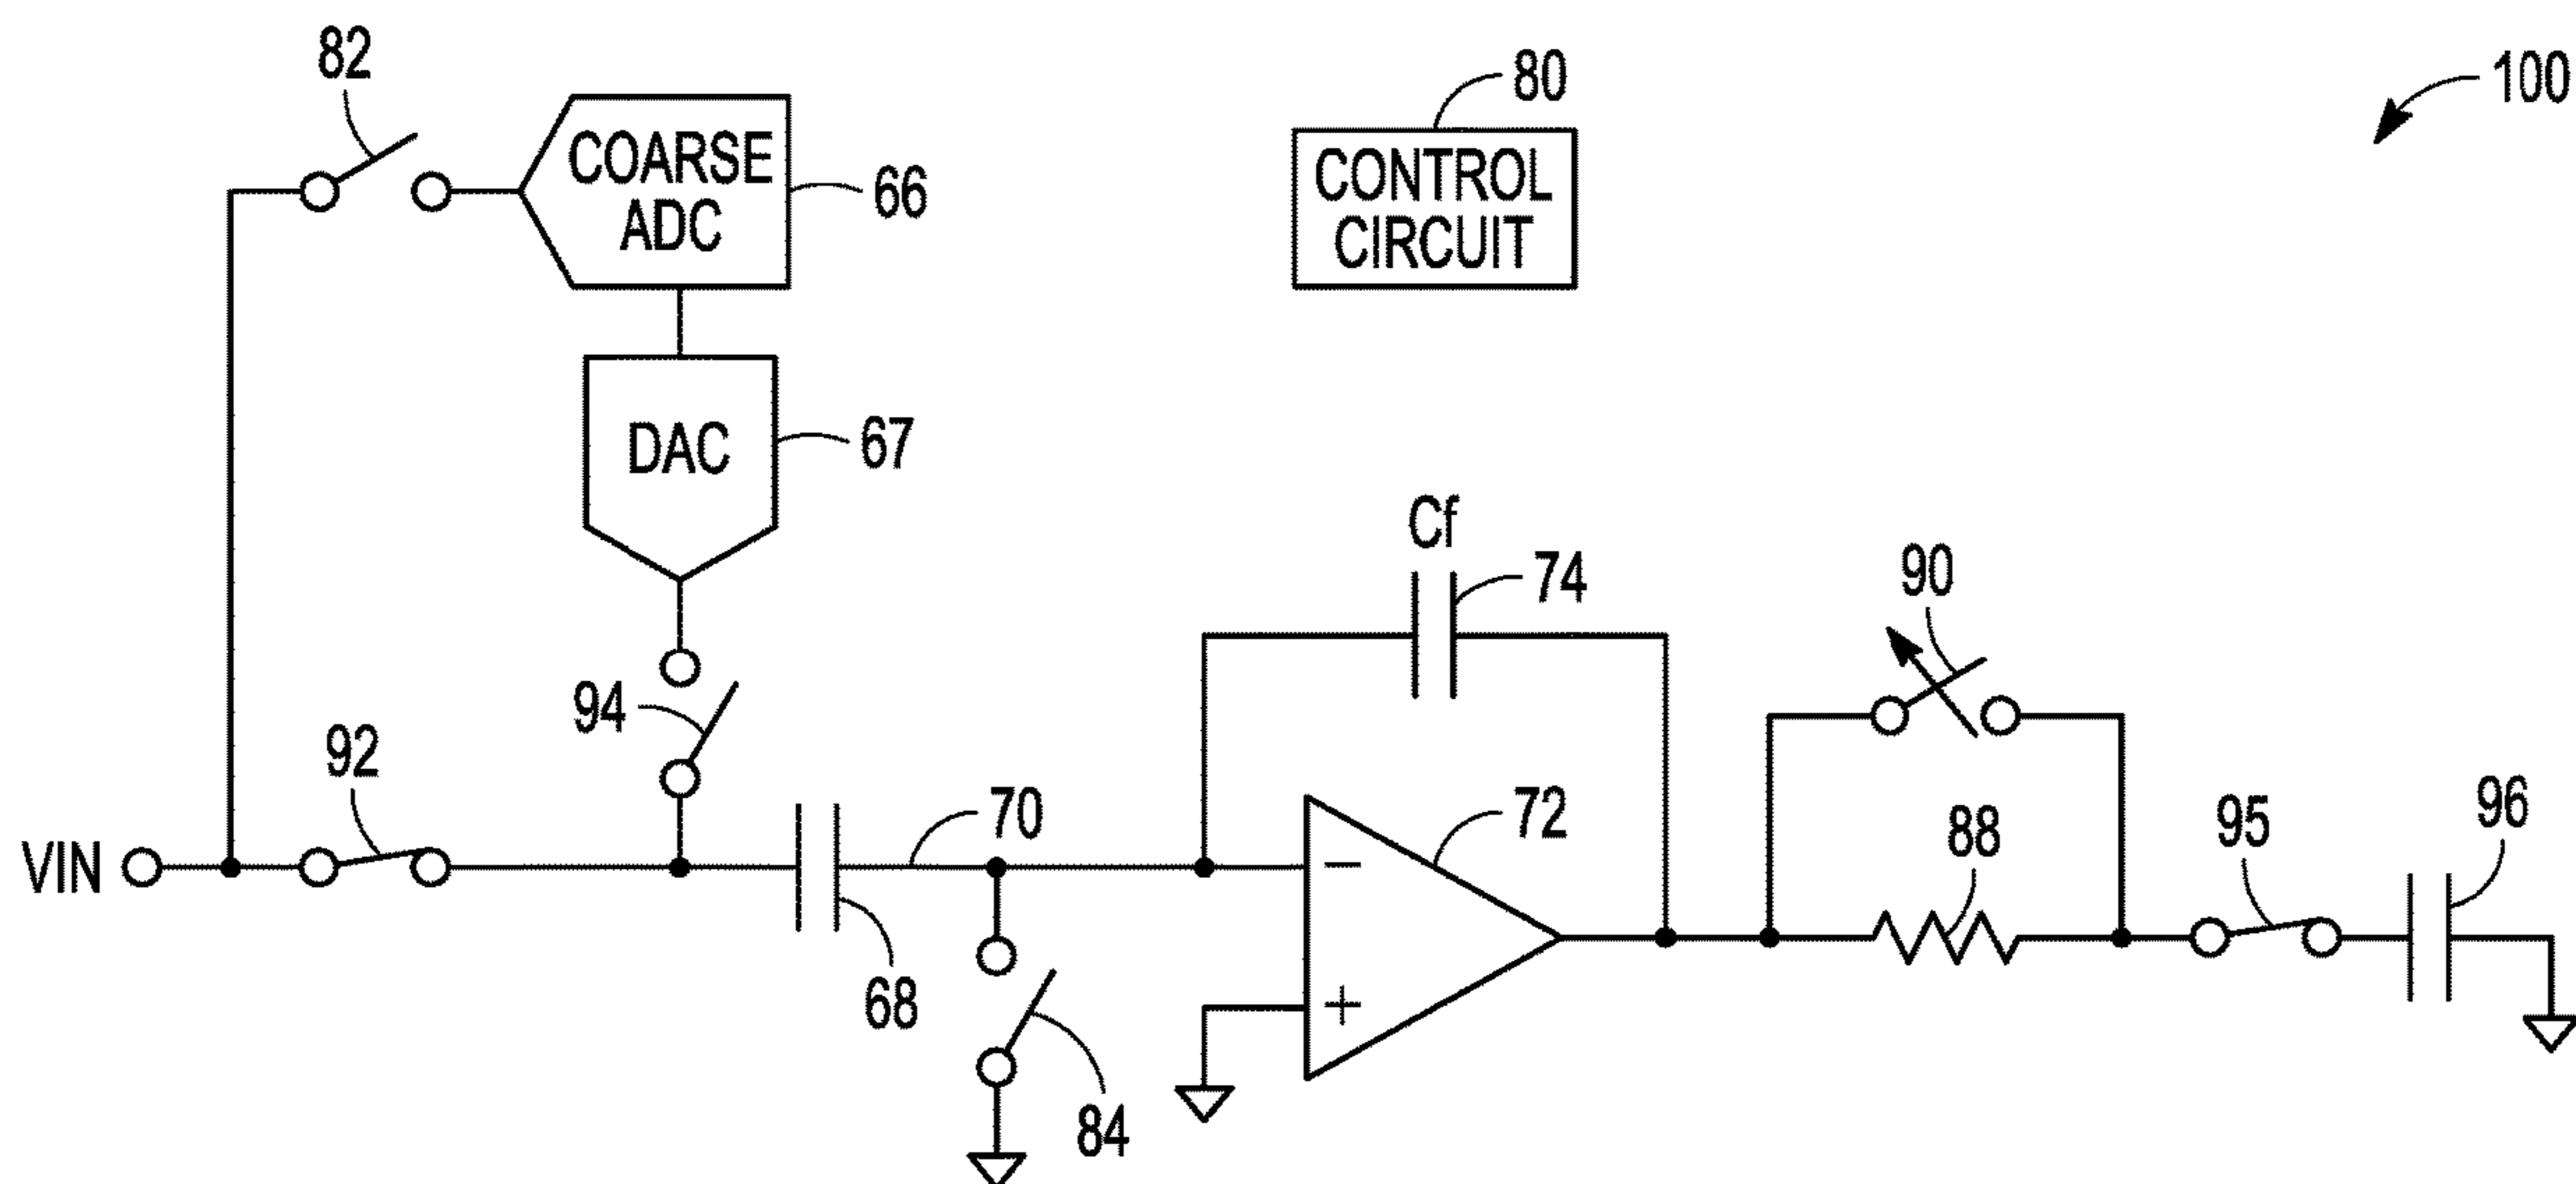 82
80
100
COARSE
ADC
66
CONTROL
CIRCUIT
DAC
67
Cf
74
90
94
92
70
72
88
95
96
VIN
−
68
+
84